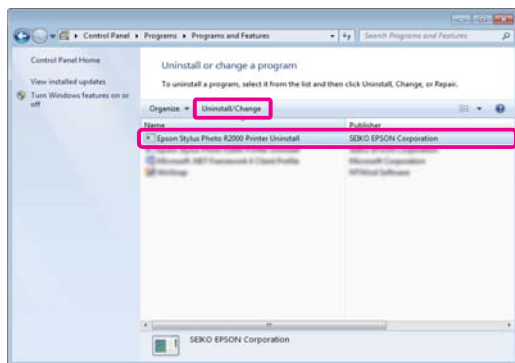 Control Panel ▸ Programs ▸ Programs and Features
Search Programs and Features
Control Panel Home
View installed updates
Turn Windows features on or off
Uninstall or change a program
To uninstall a program, select it from the list and then click Uninstall, Change, or Repair.
Organize Uninstall/Change
Name Publisher
Epson Stylus Photo R2000 Printer Uninstall SEIKO EPSON Corporation
SEIKO EPSON Corporation